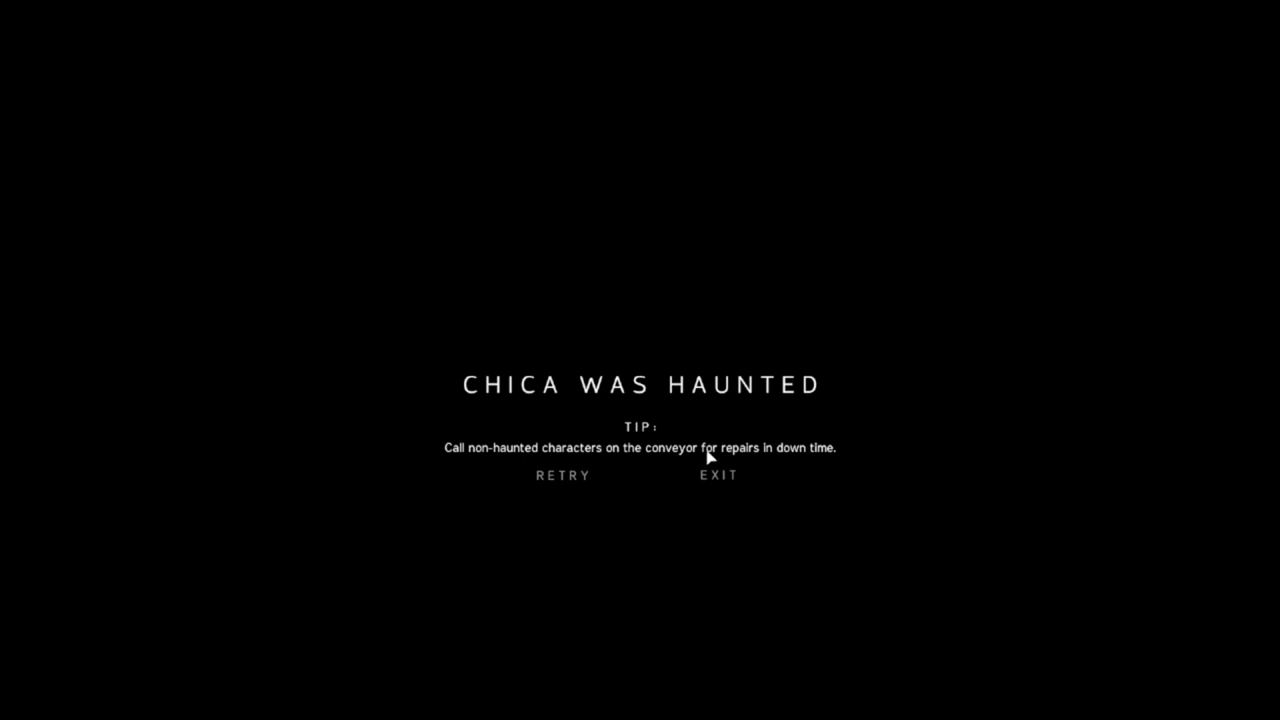 CHICA WAS HAUNTED
TIP:
Call non-haunted characters on the conveyor for repairs in down time.
RETRY EXIT